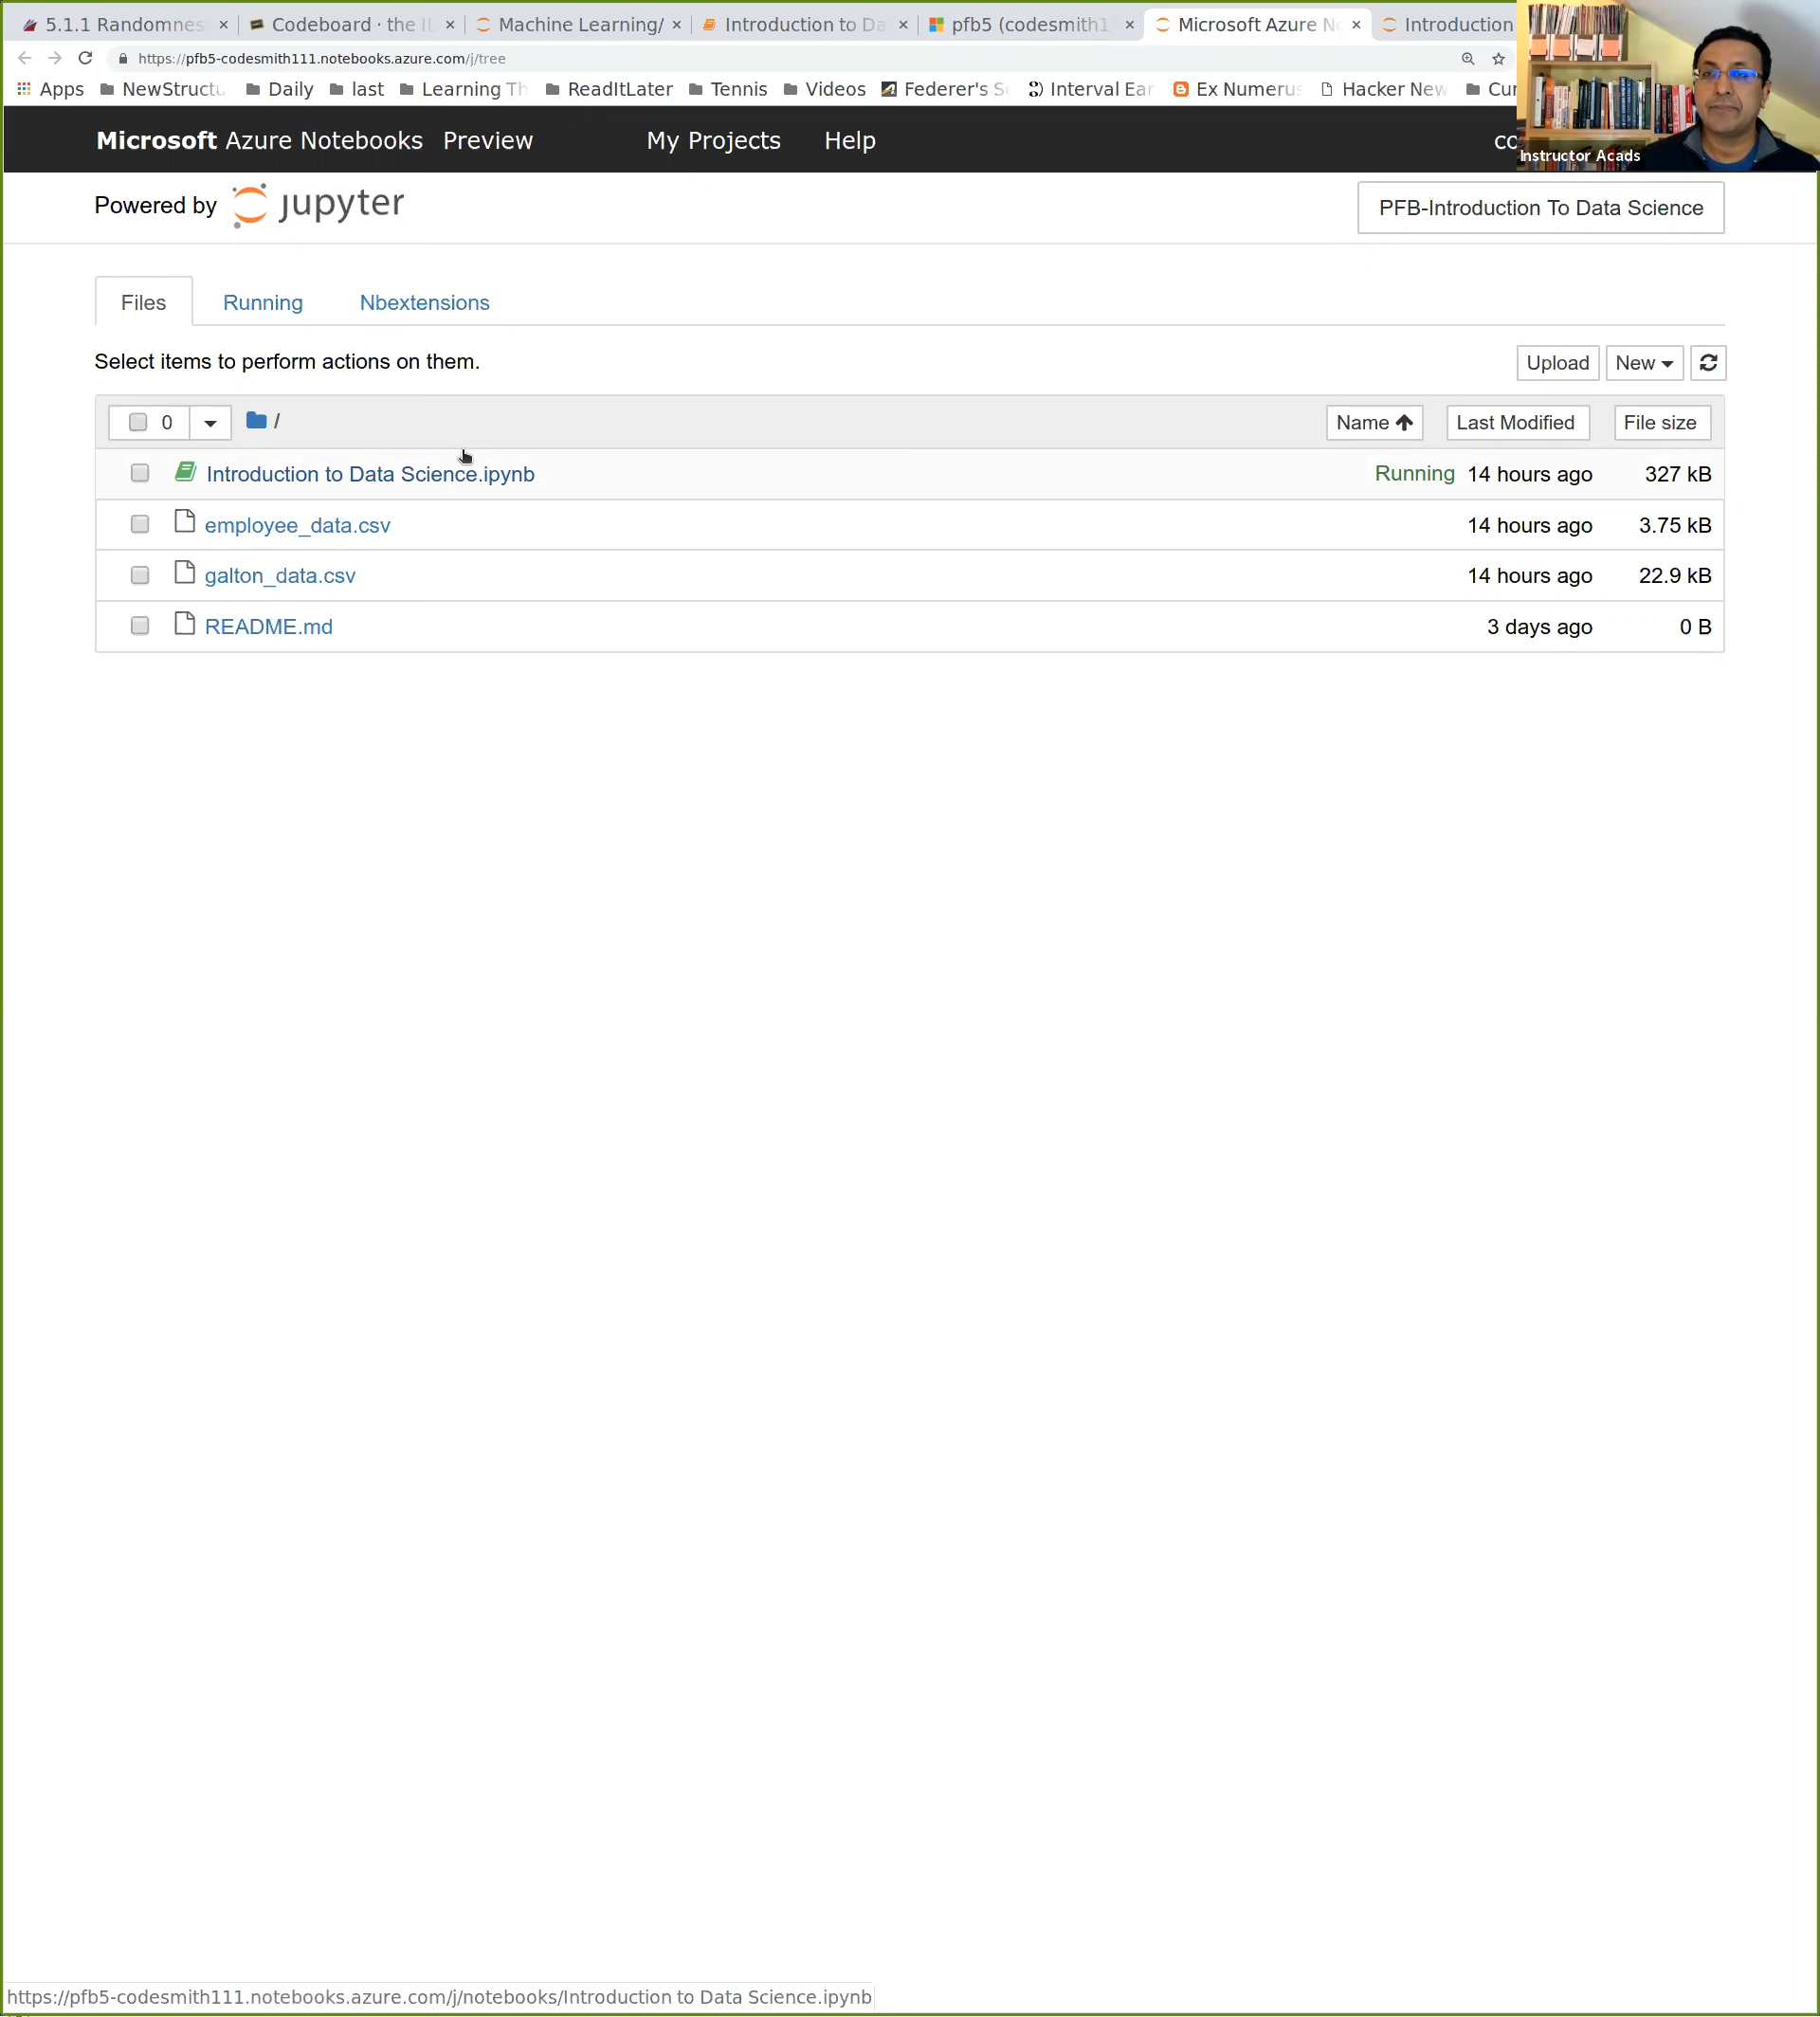 5.1.1 Randomnes
Codeboard · the I
Machine Learning/
Introduction to Da
pfb5 (codesmith1
Microsoft Azure No
Introduction
https://pfb5-codesmith111.notebooks.azure.com/j/tree
Apps NewStructu Daily last Learning Th ReadItLater Tennis Videos Federer's S Interval Ear Ex Numerus Hacker New Cur
Microsoft Azure Notebooks Preview My Projects Help co
Instructor Acads
Powered by jupyter PFB-Introduction To Data Science
Files Running Nbextensions
Select items to perform actions on them. Upload New
0 / Name Last Modified File size
Introduction to Data Science.ipynb Running 14 hours ago 327 kB
employee_data.csv 14 hours ago 3.75 kB
galton_data.csv 14 hours ago 22.9 kB
README.md 3 days ago 0 B
https://pfb5-codesmith111.notebooks.azure.com/j/notebooks/Introduction to Data Science.ipynb